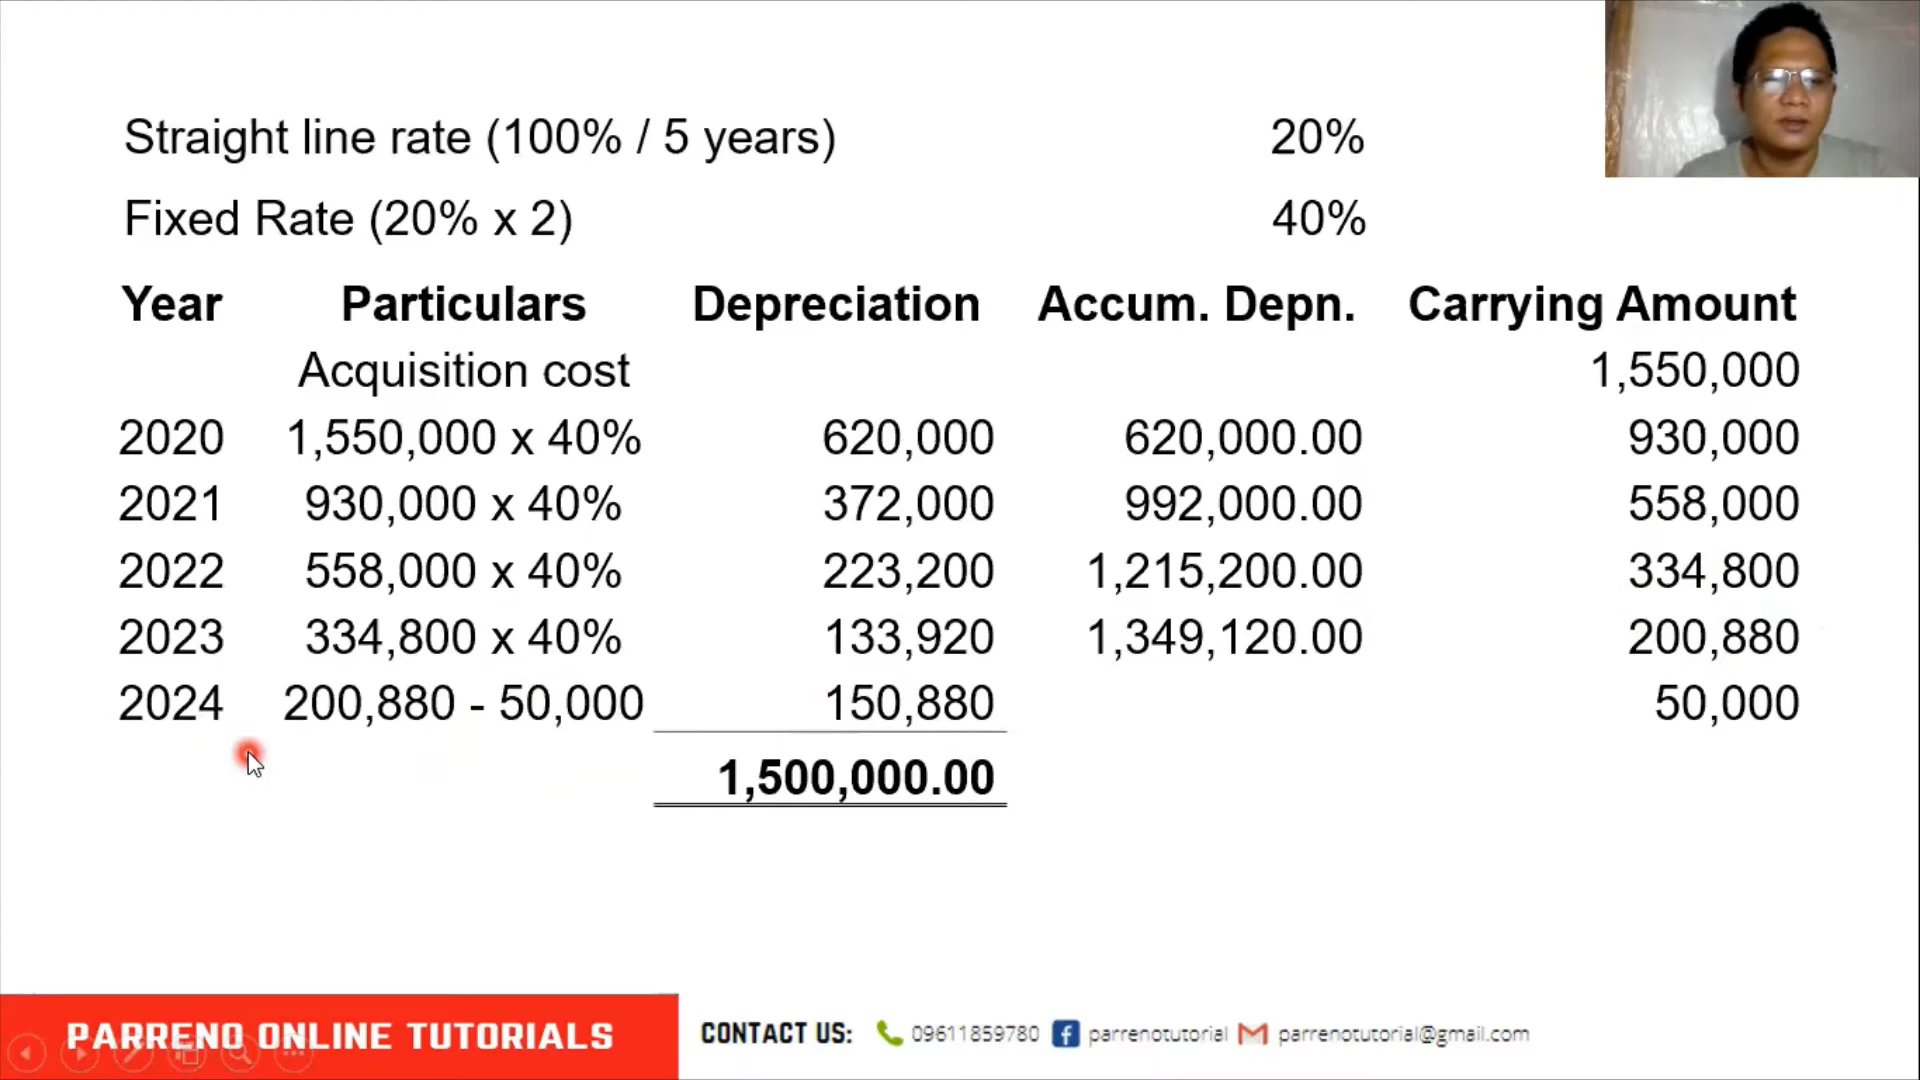 Straight line rate (100% / 5 years) 20%
Fixed Rate (20% x 2) 40%
Year Particulars Depreciation Accum. Depn. Carrying Amount
Acquisition cost 1,550,000
2020 1,550,000 x 40% 620,000 620,000.00 930,000
2021 930,000 x 40% 372,000 992,000.00 558,000
2022 558,000 x 40% 223,200 1,215,200.00 334,800
2023 334,800 x 40% 133,920 1,349,120.00 200,880
2024 200,880 - 50,000 150,880 50,000
1,500,000.00
PARRENO ONLINE TUTORIALS CONTACT US: 09611859780 parrenotutorial parrenotutorial@gmail.com